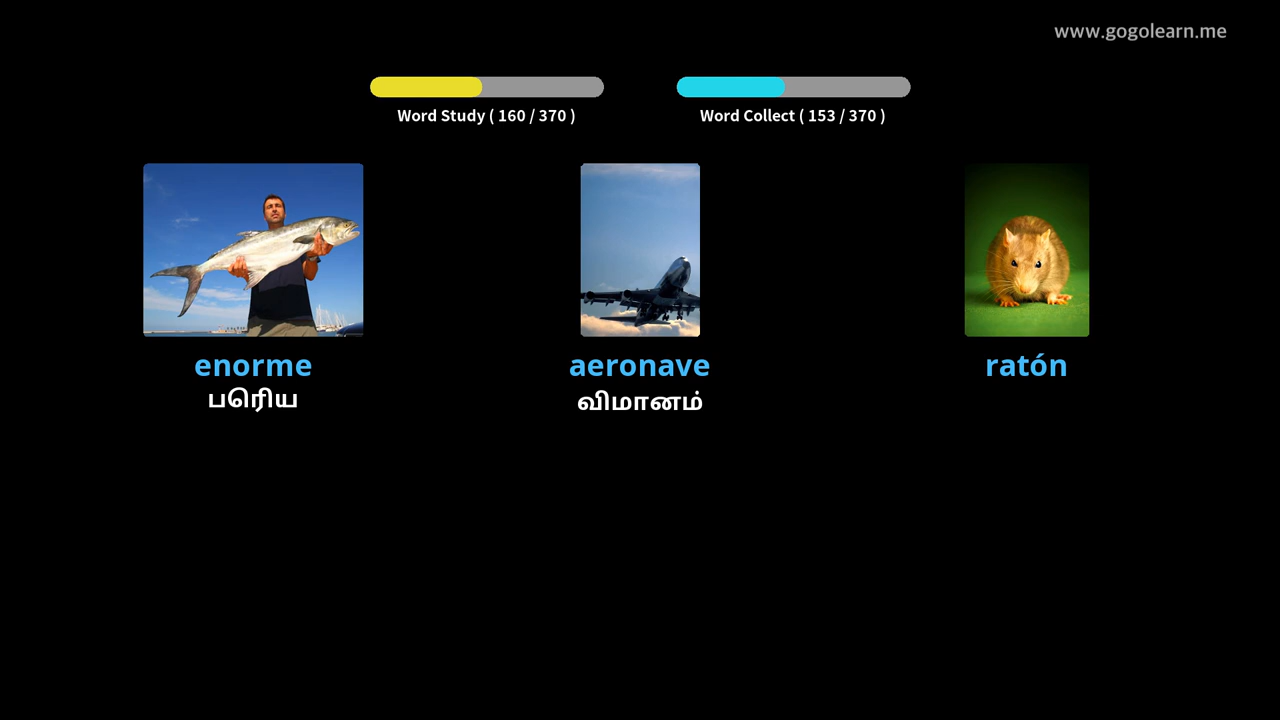 www.gogolearn.me
Word Study ( 160 / 370 )
Word Collect ( 153 / 370 )
enorme
பெரிய
aeronave
விமானம்
ratón